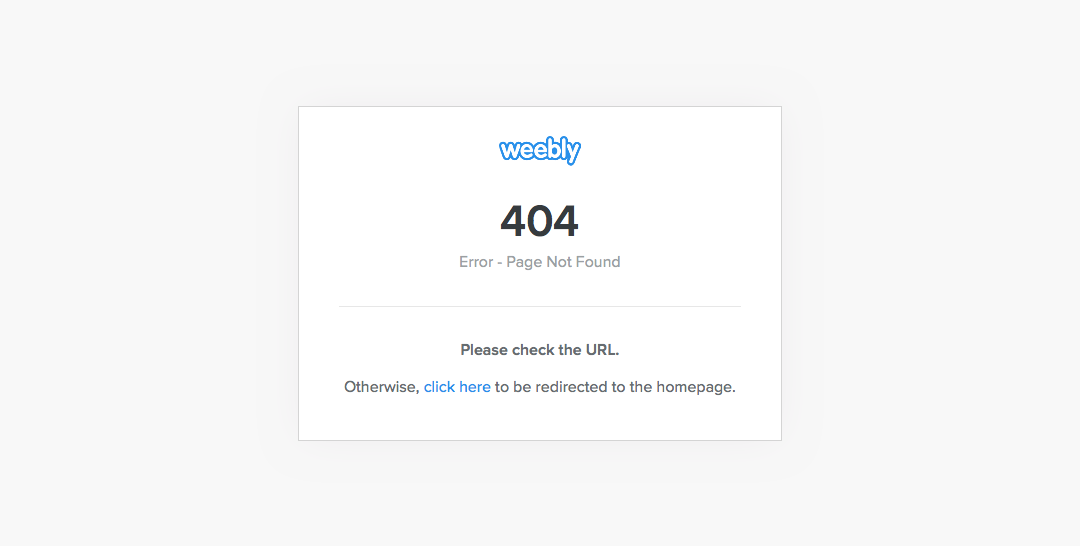 weebly
404
Error - Page Not Found
Please check the URL.
Otherwise, click here to be redirected to the homepage.